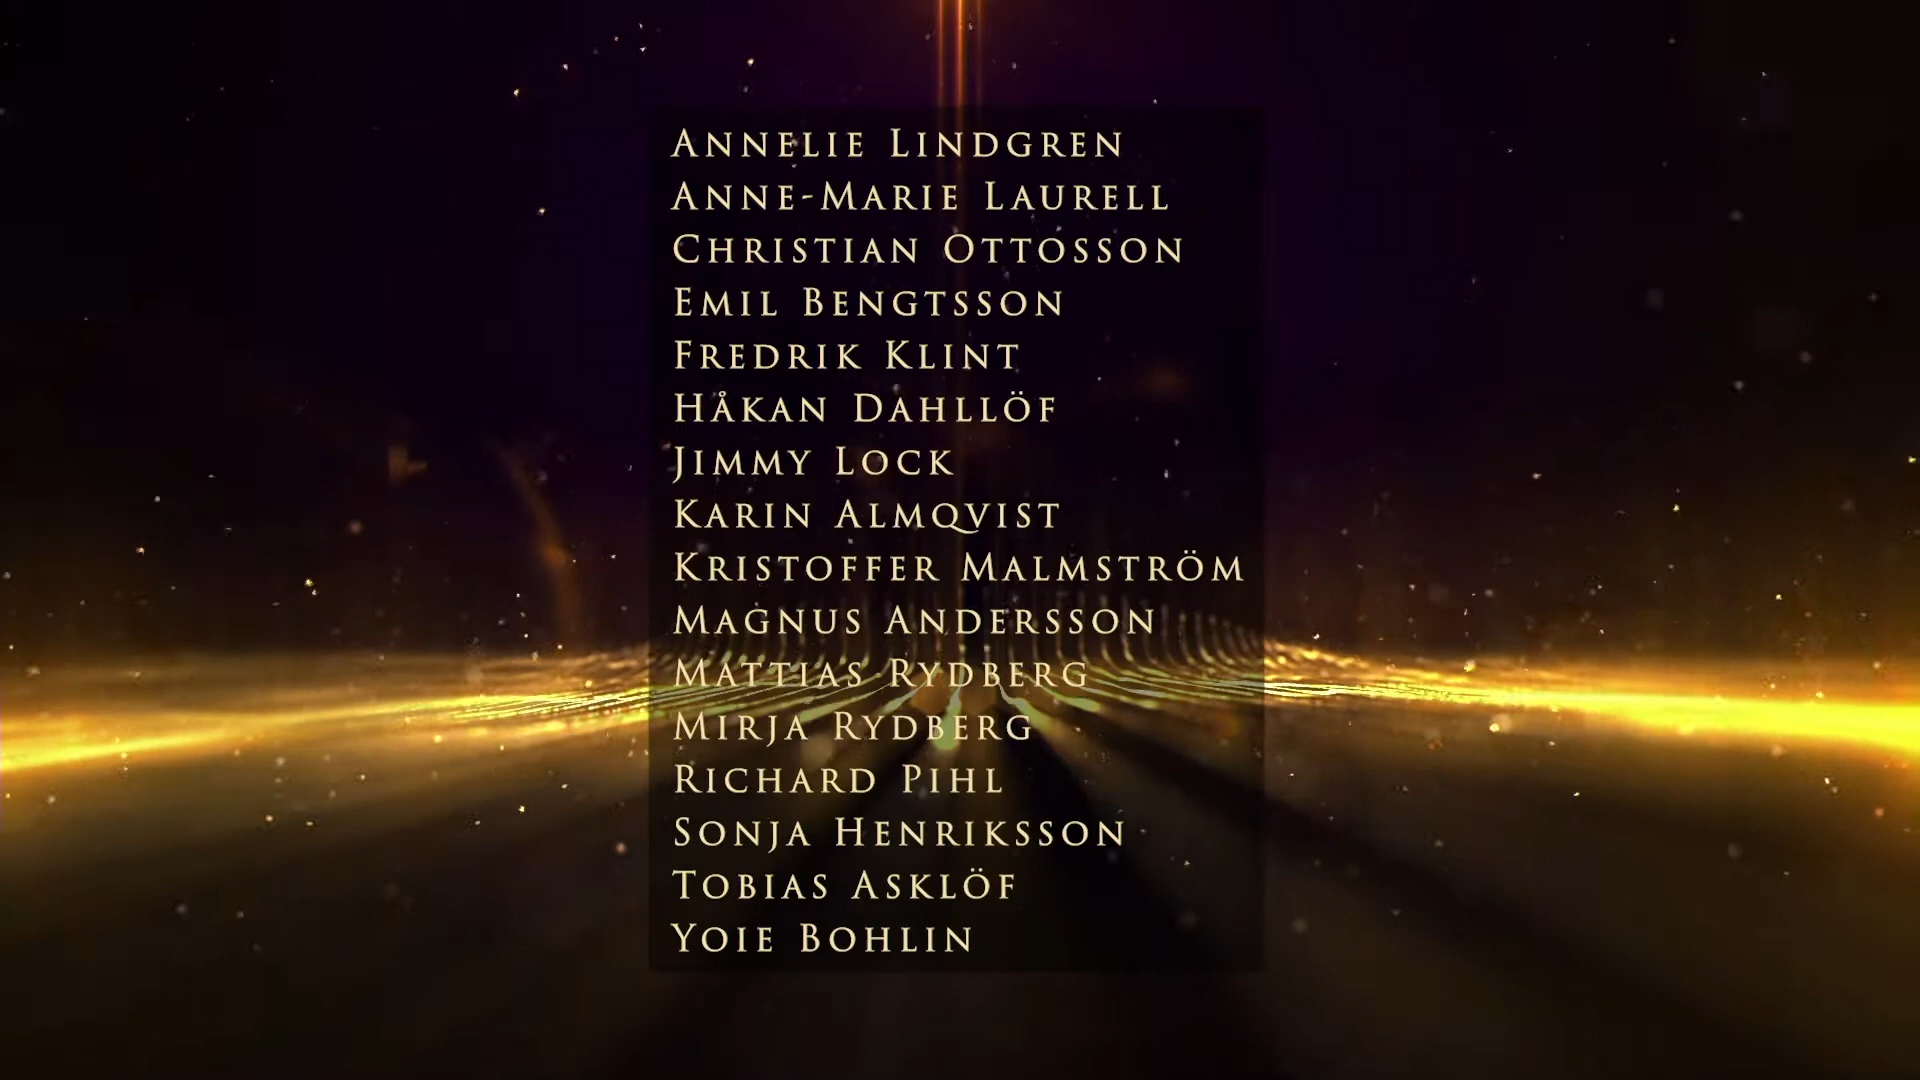 Annelie Lindgren
Anne-Marie Laurell
Christian Ottosson
Emil Bengtsson
Fredrik Klint
Håkan Dahllöf
Jimmy Lock
Karin Almqvist
Kristoffer Malmström
Magnus Andersson
Mattias Rydberg
Mirja Rydberg
Richard Pihl
Sonja Henriksson
Tobias Asklöf
Yoie Bohlin